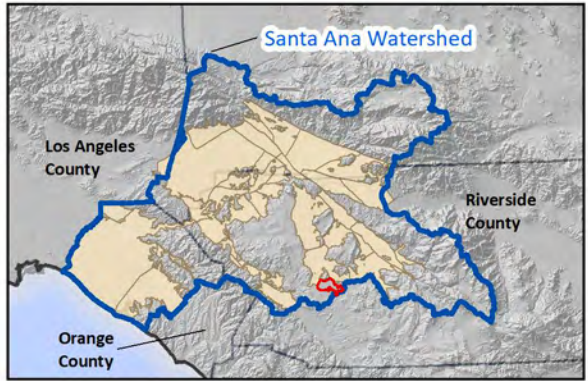 Santa Ana Watershed
Los Angeles
County
Riverside
County
Orange
County